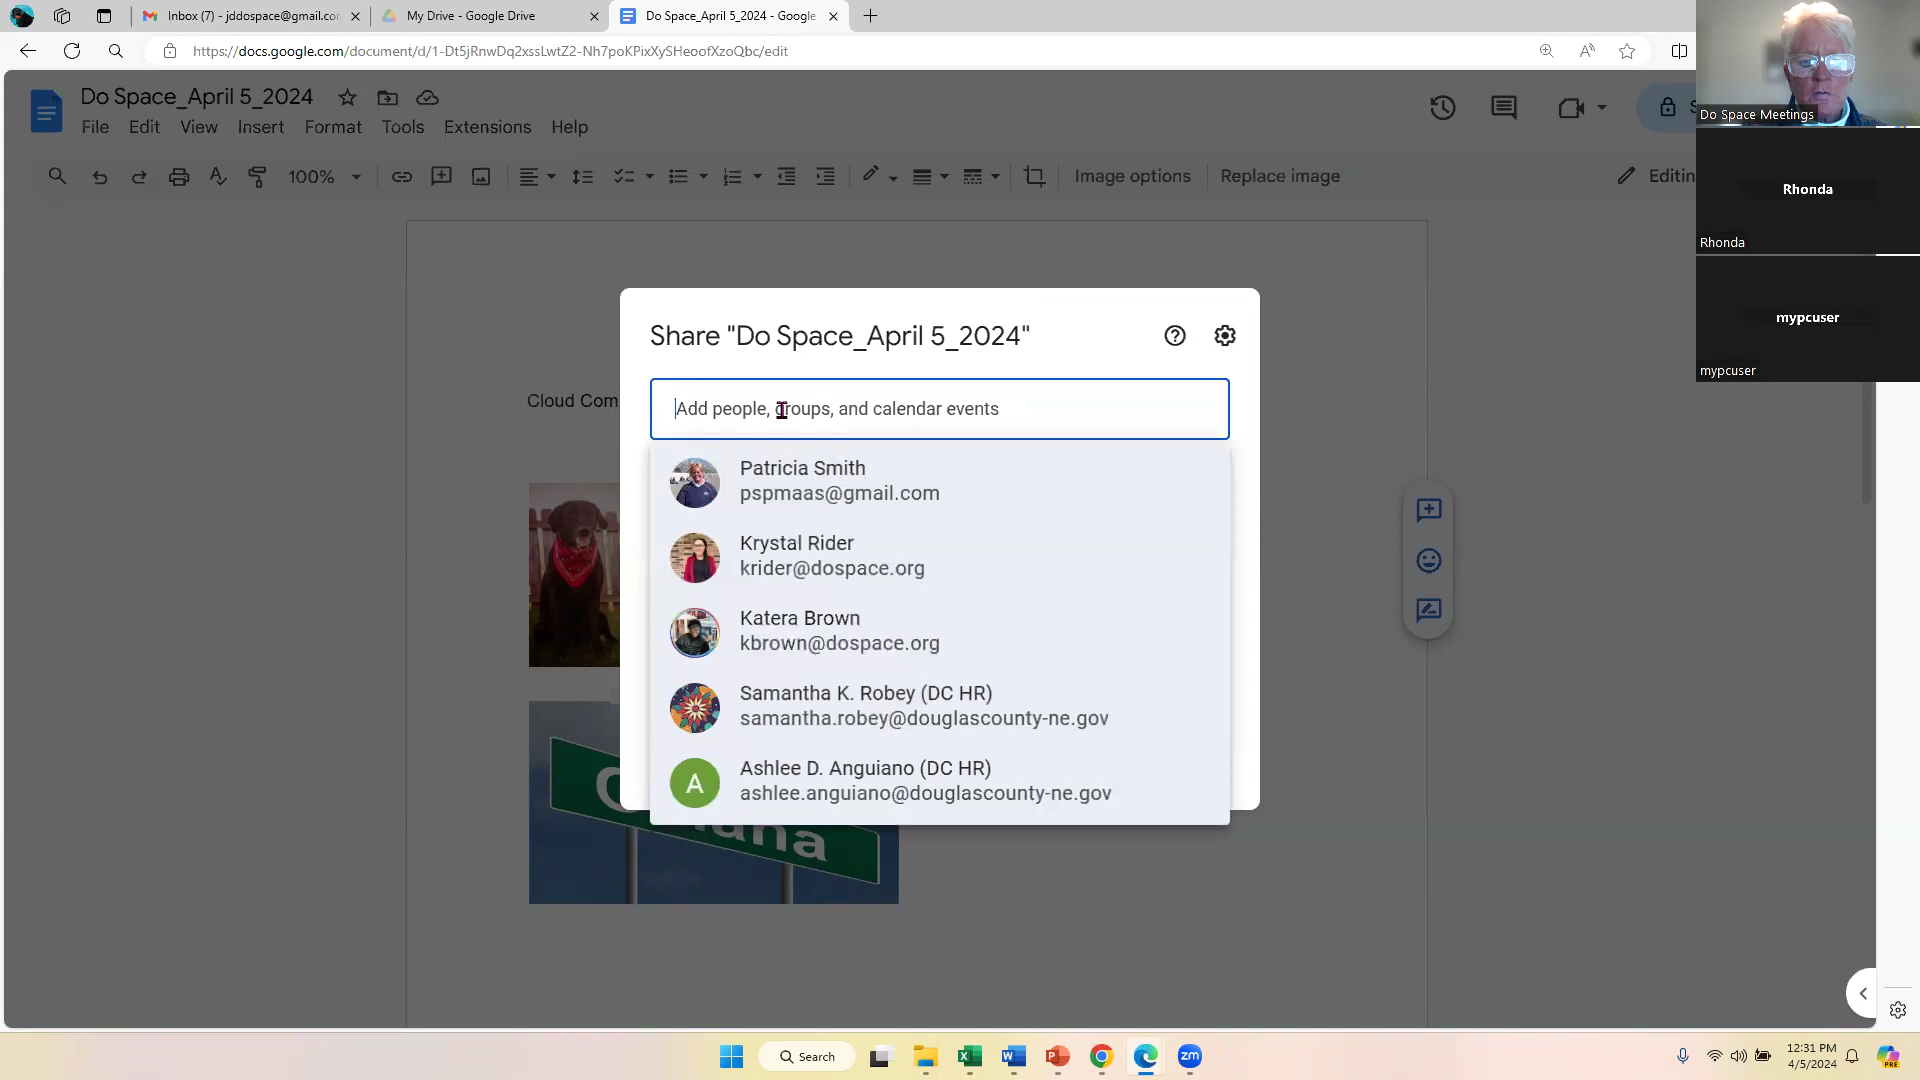 Inbox (7) - jddospace@gmail.co
My Drive - Google Drive
Do Space_April 5_2024 - Google
https://docs.google.com/document/d/1-Dt5jRnwDq2xssLwtZ2-Nh7poKPixXySHeoofXzoQbc/edit
Do Space_April 5_2024
File Edit View Insert Format Tools Extensions Help
100%
Image options
Replace image
Editin
Do Space Meetings
Rhonda
Rhonda
mypcuser
mypcuser
Cloud Com
Share "Do Space_April 5_2024"
Add people, groups, and calendar events
Patricia Smith
pspmaas@gmail.com
Krystal Rider
krider@dospace.org
Katera Brown
kbrown@dospace.org
Samantha K. Robey (DC HR)
samantha.robey@douglascounty-ne.gov
A
Ashlee D. Anguiano (DC HR)
ashlee.anguiano@douglascounty-ne.gov
Search
zm
12:31 PM
4/5/2024
PRE